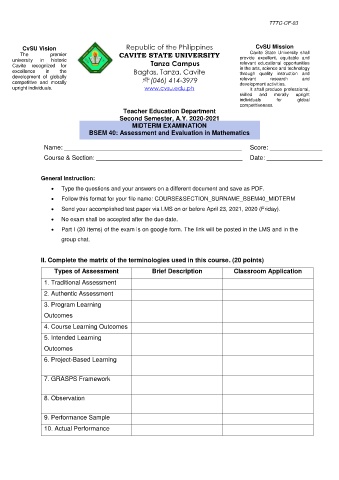 TTTG-OF-03
CvSU Vision
The premier
university in historic
Cavite recognized for
excellence in the
development of globally
competitive and morally
upright individuals.
Republic of the Philippines
CAVITE STATE UNIVERSITY
Tanza Campus
Bagtas, Tanza, Cavite
(046) 414-3979
www.cvsu.edu.ph
CvSU Mission
Cavite State University shall
provide excellent, equitable and
relevant educational opportunities
in the arts, science and technology
through quality instruction and
relevant research and
development activities.
It shall produce professional,
skilled and morally upright
individuals for global
competitiveness.
Teacher Education Department
Second Semester, A.Y. 2020-2021
MIDTERM EXAMINATION
BSEM 40: Assessment and Evaluation in Mathematics
Name: Score:
Course & Section: Date:
General Instruction:
• Type the questions and your answers on a different document and save as PDF.
• Follow this format for your file name: COURSE&SECTION_SURNAME_BSEM40_MIDTERM
• Send your accomplished test paper via LMS on or before April 23, 2021, 2020 (Friday).
• No exam shall be accepted after the due date.
• Part I (20 items) of the exam is on google form. The link will be posted in the LMS and in the
group chat.
II. Complete the matrix of the terminologies used in this course. (20 points)
Types of Assessment Brief Description Classroom Application
1. Traditional Assessment
2. Authentic Assessment
3. Program Learning
Outcomes
4. Course Learning Outcomes
5. Intended Learning
Outcomes
6. Project-Based Learning
7. GRASPS Framework
8. Observation
9. Performance Sample
10. Actual Performance